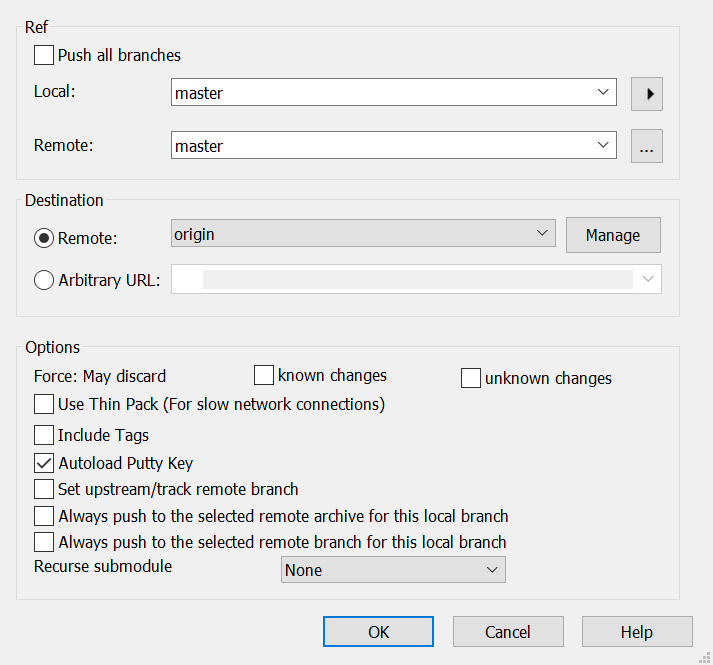 Ref
Push all branches
Local: master
Remote: master ...
Destination
Remote: origin Manage
Arbitrary URL:
Options
Force: May discard known changes unknown changes
Use Thin Pack (For slow network connections)
Include Tags
Autoload Putty Key
Set upstream/track remote branch
Always push to the selected remote archive for this local branch
Always push to the selected remote branch for this local branch
Recurse submodule None
OK Cancel Help